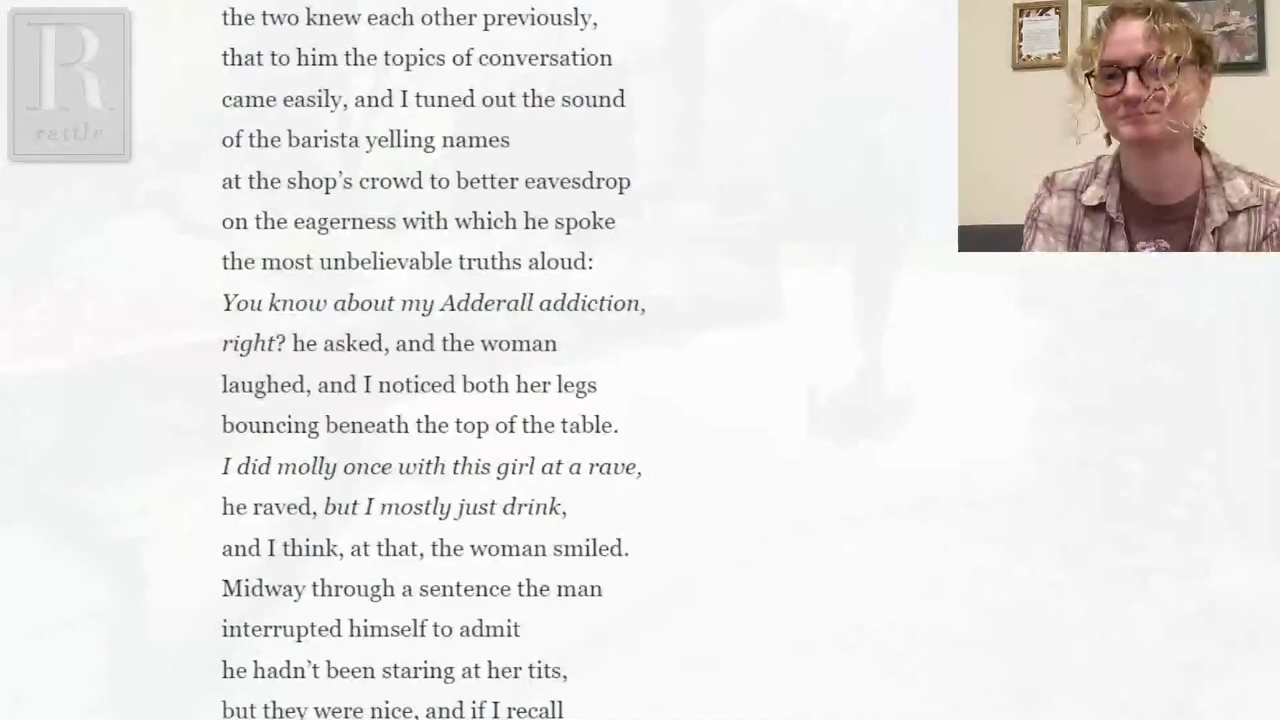 R
rattle
the two knew each other previously,
that to him the topics of conversation
came easily, and I tuned out the sound
of the barista yelling names
at the shop’s crowd to better eavesdrop
on the eagerness with which he spoke
the most unbelievable truths aloud:
You know about my Adderall addiction,
right? he asked, and the woman
laughed, and I noticed both her legs
bouncing beneath the top of the table.
I did molly once with this girl at a rave,
he raved, but I mostly just drink,
and I think, at that, the woman smiled.
Midway through a sentence the man
interrupted himself to admit
he hadn’t been staring at her tits,
but they were nice, and if I recall